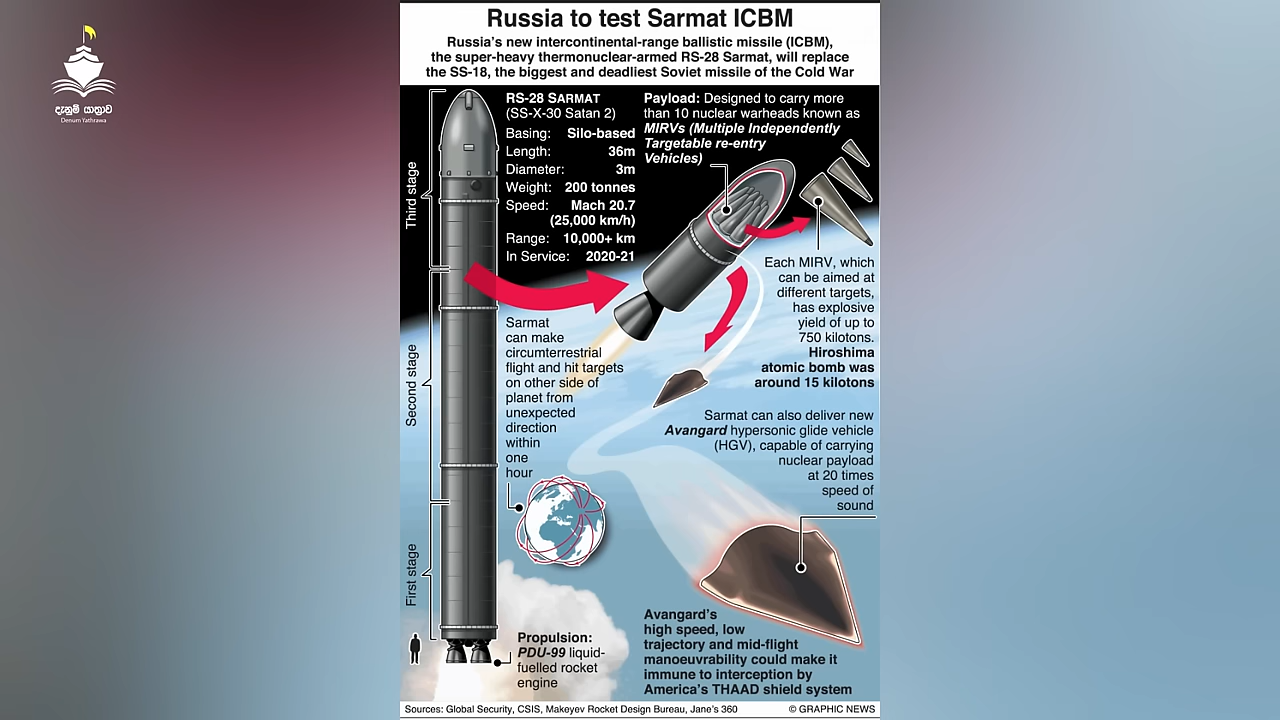 Russia to test Sarmat ICBM
Russia's new intercontinental-range ballistic missile (ICBM),
the super-heavy thermonuclear-armed RS-28 Sarmat, will replace
the SS-18, the biggest and deadliest Soviet missile of the Cold War
දැනුම් යාත්‍රාව
Denum Yathrawa
Third stage
Second stage
First stage
RS-28 SARMAT
(SS-X-30 Satan 2)
Basing: Silo-based
Length: 36m
Diameter: 3m
Weight: 200 tonnes
Speed: Mach 20.7
(25,000 km/h)
Range: 10,000+ km
In Service: 2020-21
Payload: Designed to carry more
than 10 nuclear warheads known as
MIRVs (Multiple Independently
Targetable re-entry
Vehicles)
Each MIRV, which
can be aimed at
different targets,
has explosive
yield of up to
750 kilotons.
Hiroshima
atomic bomb was
around 15 kilotons
Sarmat
can make
circumterrestrial
flight and hit targets
on other side of
planet from
unexpected
direction
within
one
hour
Sarmat can also deliver new
Avangard hypersonic glide vehicle
(HGV), capable of carrying
nuclear payload
at 20 times
speed of
sound
Propulsion:
PDU-99 liquid-
fuelled rocket
engine
Avangard's
high speed, low
trajectory and mid-flight
manoeuvrability could make it
immune to interception by
America's THAAD shield system
Sources: Global Security, CSIS, Makeyev Rocket Design Bureau, Jane's 360
© GRAPHIC NEWS